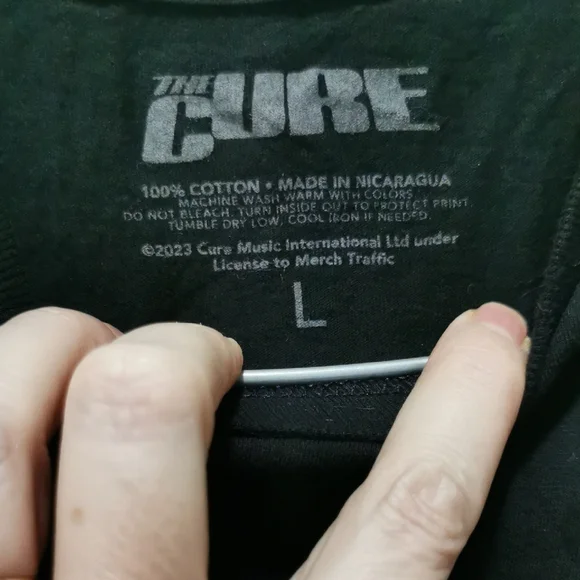 THE
CURE
100% COTTON • MADE IN NICARAGUA
MACHINE WASH WARM WITH COLORS
DO NOT BLEACH. TURN INSIDE OUT TO PROTECT PRINT.
TUMBLE DRY LOW, COOL IRON IF NEEDED.
©2023 Cure Music International Ltd under
License to Merch Traffic
L